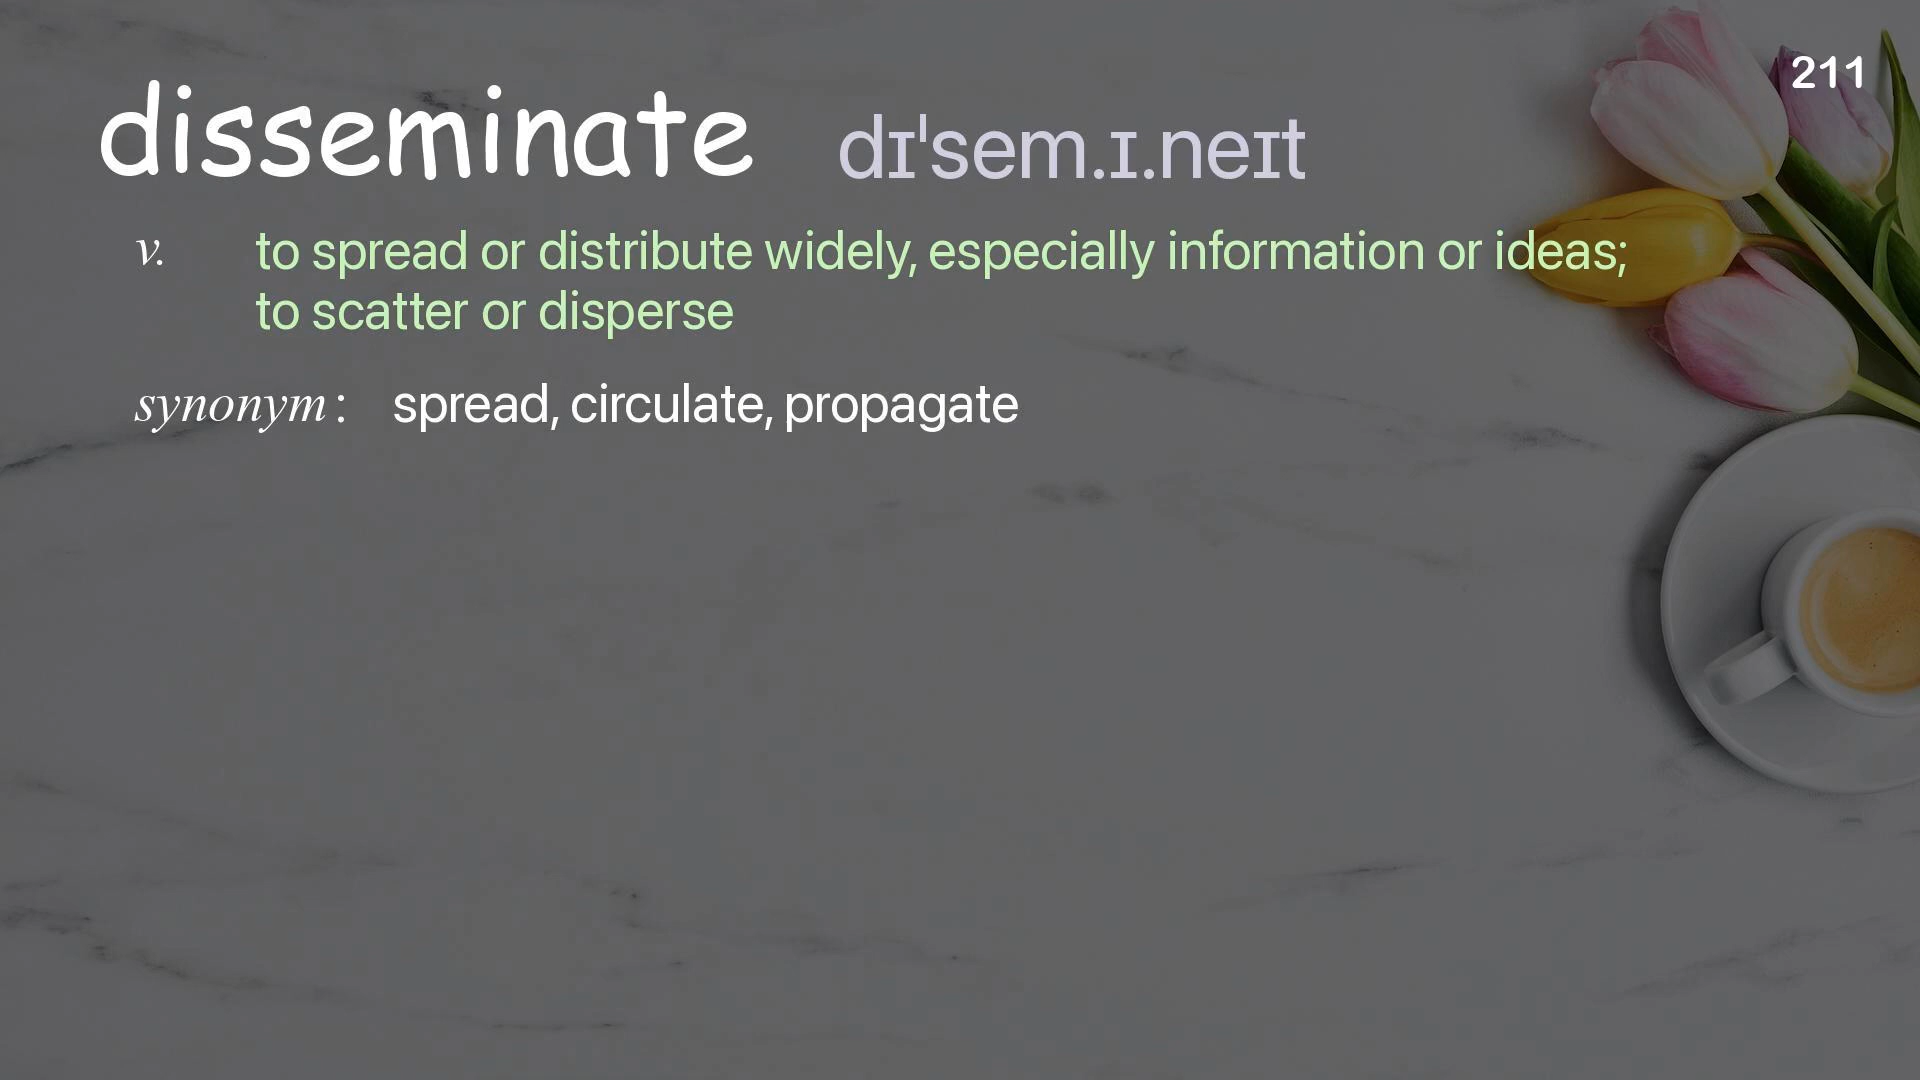 211
disseminate dɪˈsem.ɪ.neɪt
v. to spread or distribute widely, especially information or ideas;
to scatter or disperse
synonym : spread, circulate, propagate